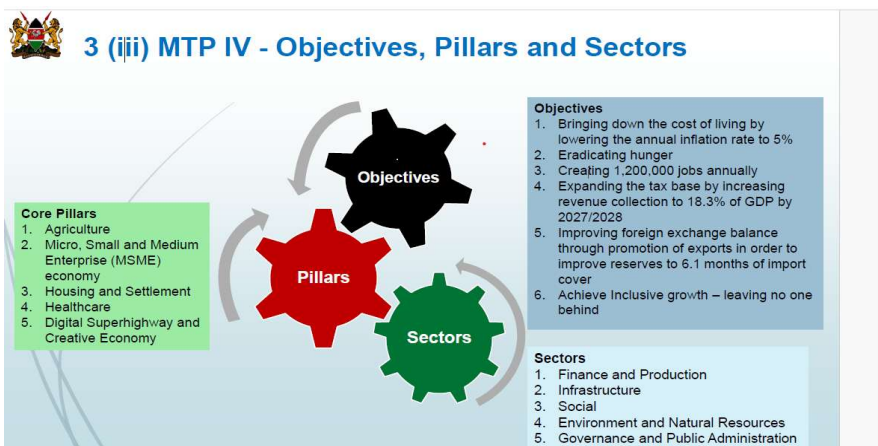 3 (iii) MTP IV - Objectives, Pillars and Sectors
Objectives
Pillars
Sectors
Core Pillars
1. Agriculture
2. Micro, Small and Medium
Enterprise (MSME)
economy
3. Housing and Settlement
4. Healthcare
5. Digital Superhighway and
Creative Economy
Objectives
1. Bringing down the cost of living by
lowering the annual inflation rate to 5%
2. Eradicating hunger
3. Creating 1,200,000 jobs annually
4. Expanding the tax base by increasing
revenue collection to 18.3% of GDP by
2027/2028
5. Improving foreign exchange balance
through promotion of exports in order to
improve reserves to 6.1 months of import
cover
6. Achieve Inclusive growth – leaving no one
behind
Sectors
1. Finance and Production
2. Infrastructure
3. Social
4. Environment and Natural Resources
5. Governance and Public Administration